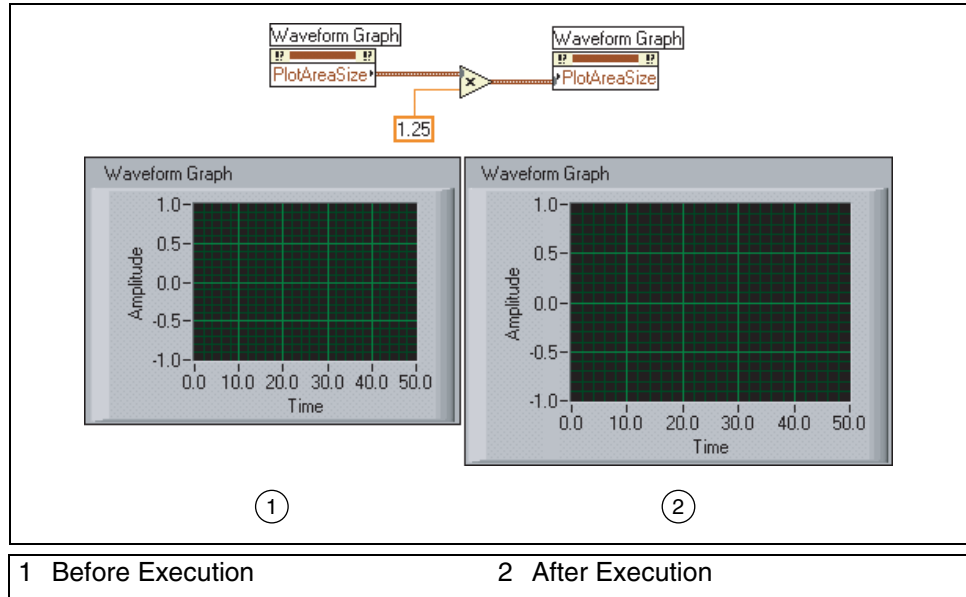 Waveform Graph
!? !?
PlotAreaSize
1.25
Waveform Graph
!? !?
PlotAreaSize
Waveform Graph
1.0
0.5
0.0
-0.5
-1.0
Amplitude
0.0 10.0 20.0 30.0 40.0 50.0
Time
1
Waveform Graph
1.0
0.5
0.0
-0.5
-1.0
Amplitude
0.0 10.0 20.0 30.0 40.0 50.0
Time
2
1 Before Execution 2 After Execution